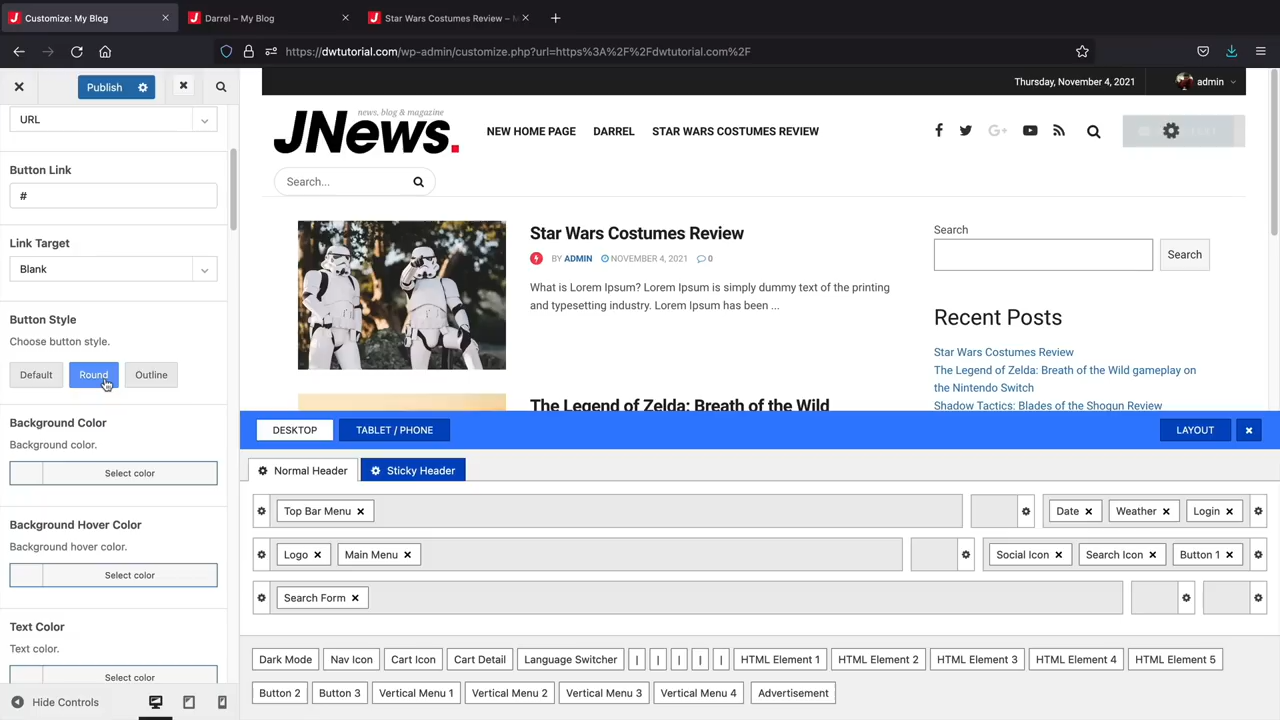 Customize: My Blog
Darrel – My Blog
Star Wars Costumes Review –
https://dwtutorial.com/wp-admin/customize.php?url=https%3A%2F%2Fdwtutorial.com%2F
Publish
URL
Button Link
#
Link Target
Blank
Button Style
Choose button style.
Default Round Outline
Background Color
Background color.
Select color
Background Hover Color
Background hover color.
Select color
Text Color
Text color.
Select color
Hide Controls
Thursday, November 4, 2021 admin
news, blog & magazine
JNews.
NEW HOME PAGE DARREL STAR WARS COSTUMES REVIEW
Search...
Star Wars Costumes Review
BY ADMIN NOVEMBER 4, 2021 0
What is Lorem Ipsum? Lorem Ipsum is simply dummy text of the printing
and typesetting industry. Lorem Ipsum has been ...
The Legend of Zelda: Breath of the Wild
Search
Search
Recent Posts
Star Wars Costumes Review
The Legend of Zelda: Breath of the Wild gameplay on
the Nintendo Switch
Shadow Tactics: Blades of the Shogun Review
DESKTOP TABLET / PHONE LAYOUT
Normal Header Sticky Header
Top Bar Menu Date Weather Login
Logo Main Menu Social Icon Search Icon Button 1
Search Form
Dark Mode Nav Icon Cart Icon Cart Detail Language Switcher | | | | | HTML Element 1 HTML Element 2 HTML Element 3 HTML Element 4 HTML Element 5
Button 2 Button 3 Vertical Menu 1 Vertical Menu 2 Vertical Menu 3 Vertical Menu 4 Advertisement